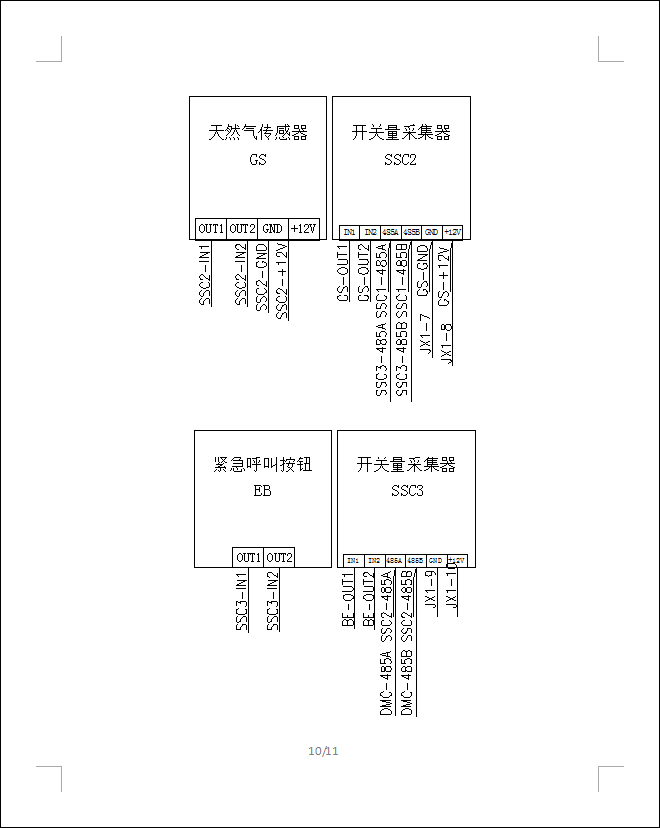 天然气传感器
GS
OUT1 OUT2 GND +12V
SSC2-IN1
SSC2-IN2
SSC2-GND
SSC2-+12V
开关量采集器
SSC2
IN1 IN2 485A 485B GND +12V
GS-OUT1
GS-OUT2
SSC3-485A SSC1-485A
SSC3-485B SSC1-485B
JX1-7 GS-GND
JX1-8 GS-+12V
紧急呼叫按钮
EB
OUT1 OUT2
SSC3-IN1
SSC3-IN2
开关量采集器
SSC3
IN1 IN2 485A 485B GND +12V
BE-OUT1
BE-OUT2
DMC-485A SSC2-485A
DMC-485B SSC2-485B
JX1-9
JX1-10
10/11